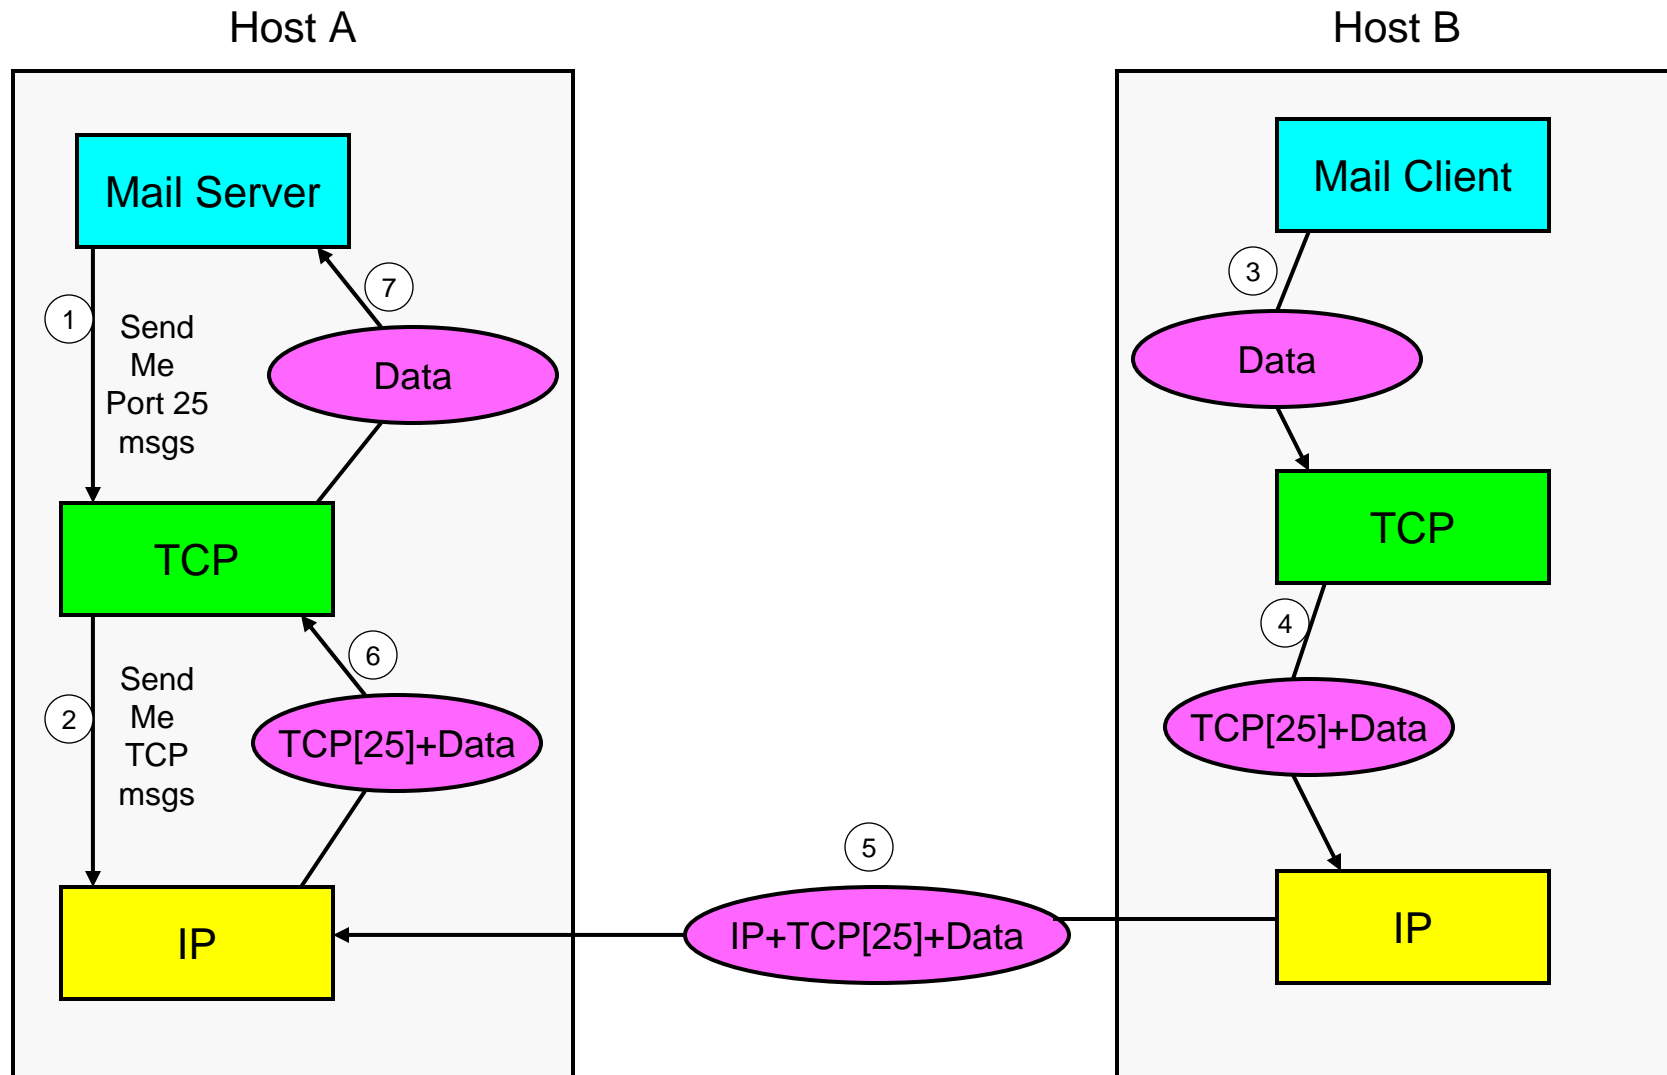 Host A
Host B
Mail Server
Mail Client
3
7
1
Send
Me
Port 25
msgs
Data
Data
TCP
TCP
4
6
2
Send
Me
TCP
msgs
TCP[25]+Data
TCP[25]+Data
5
IP
IP+TCP[25]+Data
IP